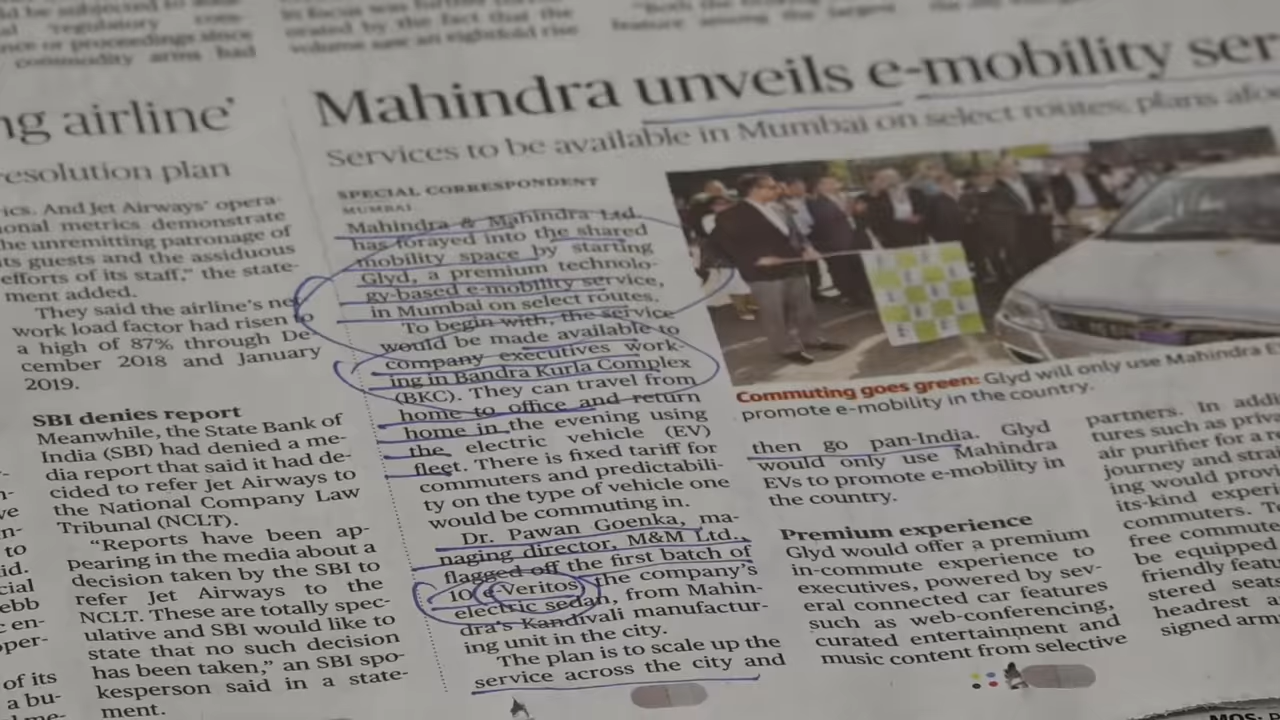 commodity arms had
volume saw an eightfold rise
ng airline'
resolution plan
rics. And Jet Airways' opera-
onal metrics demonstrate
he unremitting patronage of
its guests and the assiduous
efforts of its staff," the state-
ment added.
They said the airline's net
work load factor had risen to
a high of 87% through De-
cember 2018 and January
2019.
SBI denies report
Meanwhile, the State Bank of
India (SBI) had denied a me-
dia report that said it had de-
cided to refer Jet Airways to
the National Company Law
Tribunal (NCLT).
"Reports have been ap-
pearing in the media about a
decision taken by the SBI to
refer Jet Airways to the
NCLT. These are totally spec-
ulative and SBI would like to
state that no such decision
has been taken," an SBI spo-
kesperson said in a state-
ment.
Mahindra unveils e-mobility ser
Services to be available in Mumbai on select routes; plans afo
SPECIAL CORRESPONDENT
MUMBAI
Mahindra & Mahindra Ltd.
has forayed into the shared
mobility space by starting
Glyd, a premium technolo-
gy-based e-mobility service,
in Mumbai on select routes.
To begin with, the service
would be made available to
company executives work-
ing in Bandra Kurla Complex
(BKC). They can travel from
home to office and return
home in the evening using
the electric vehicle (EV)
fleet. There is fixed tariff for
commuters and predictabili-
ty on the type of vehicle one
would be commuting in.
Dr. Pawan Goenka, ma-
naging director, M&M Ltd.,
flagged off the first batch of
10 eVeritos, the company's
electric sedan, from Mahin-
dra's Kandivali manufactur-
ing unit in the city.
The plan is to scale up the
service across the city and
Commuting goes green: Glyd will only use Mahindra E
promote e-mobility in the country.
then go pan-India. Glyd
would only use Mahindra
EVs to promote e-mobility in
the country.
Premium experience
Glyd would offer a premium
in-commute experience to
executives, powered by sev-
eral connected car features
such as web-conferencing,
curated entertainment and
music content from selective
partners. In addi
tures such as priva
air purifier for a
journey and strai
ing would provi
its-kind experi
commuters. T
free commute
be equipped
friendly featu
stered seats
headrest a
signed arm